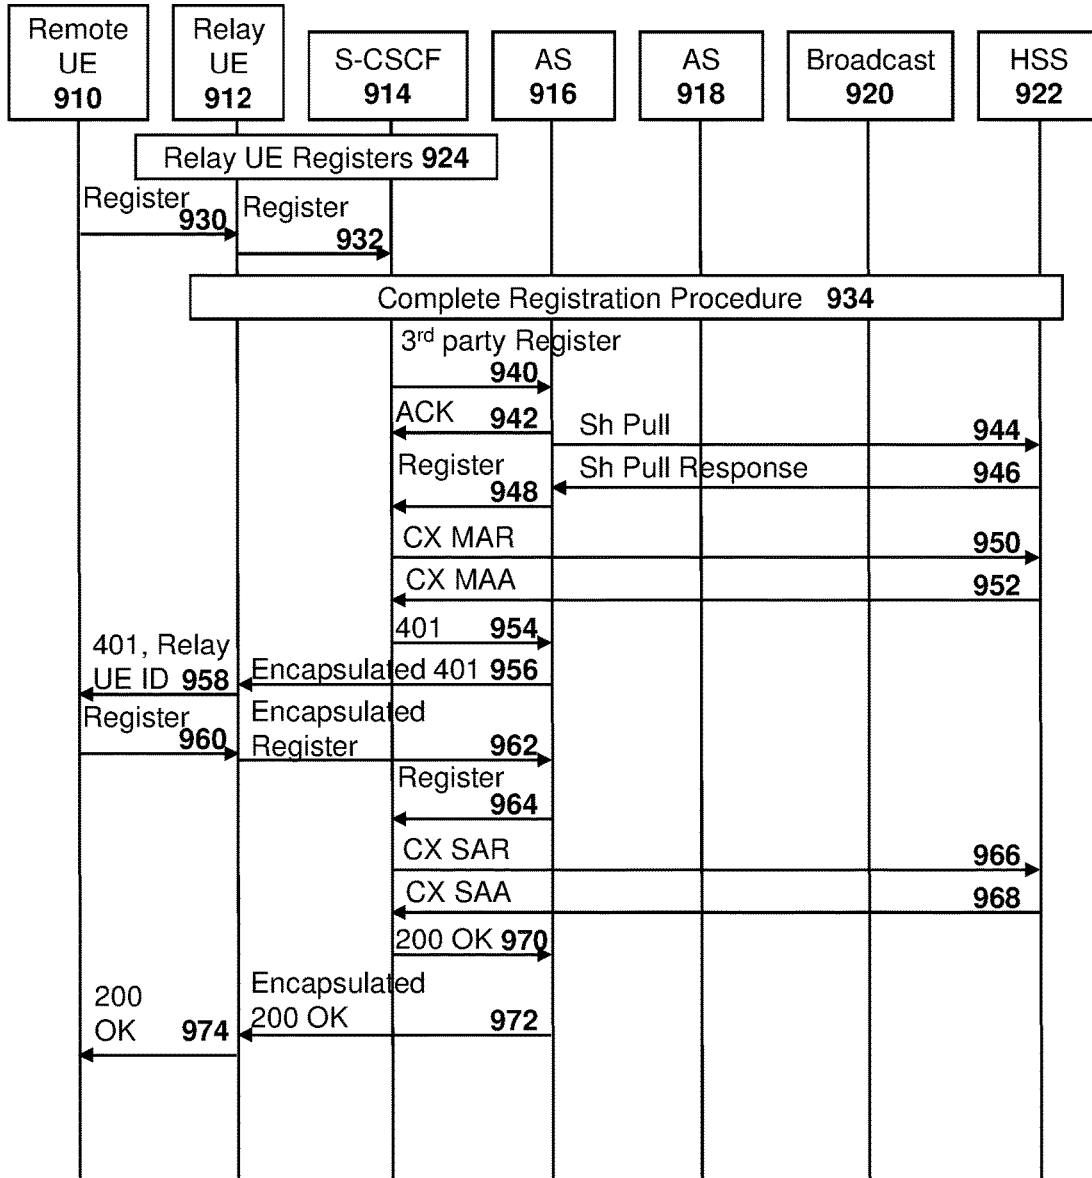 Remote
UE
910
Relay
UE
912
S-CSCF
914
AS
916
AS
918
Broadcast
920
HSS
922
Relay UE Registers 924
Register
930
Register
932
Complete Registration Procedure 934
3rd party Register
940
ACK 942
Sh Pull 944
Sh Pull Response 946
Register
948
CX MAR 950
CX MAA 952
401 954
401, Relay
UE ID 958
Encapsulated 401 956
Register
960
Encapsulated
Register 962
Register
964
CX SAR 966
CX SAA 968
200 OK 970
Encapsulated
200 OK 972
200
OK 974